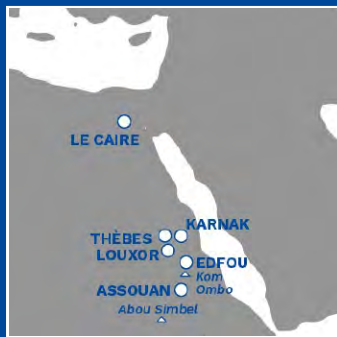 LE CAIRE
KARNAK
THÈBES
LOUXOR
EDFOU
Kom
Ombo
ASSOUAN
Abou Simbel